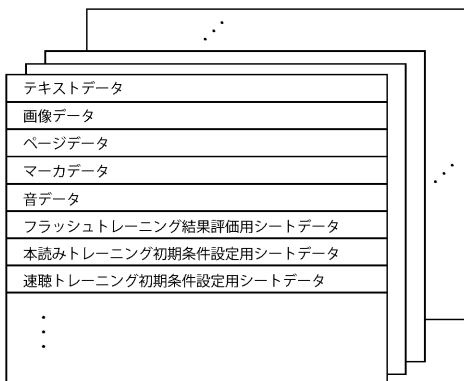 テキストデータ
画像データ
ページデータ
マーカデータ
音データ
フラッシュトレーニング結果評価用シートデータ
本読みトレーニング初期条件設定用シートデータ
速聴トレーニング初期条件設定用シートデータ